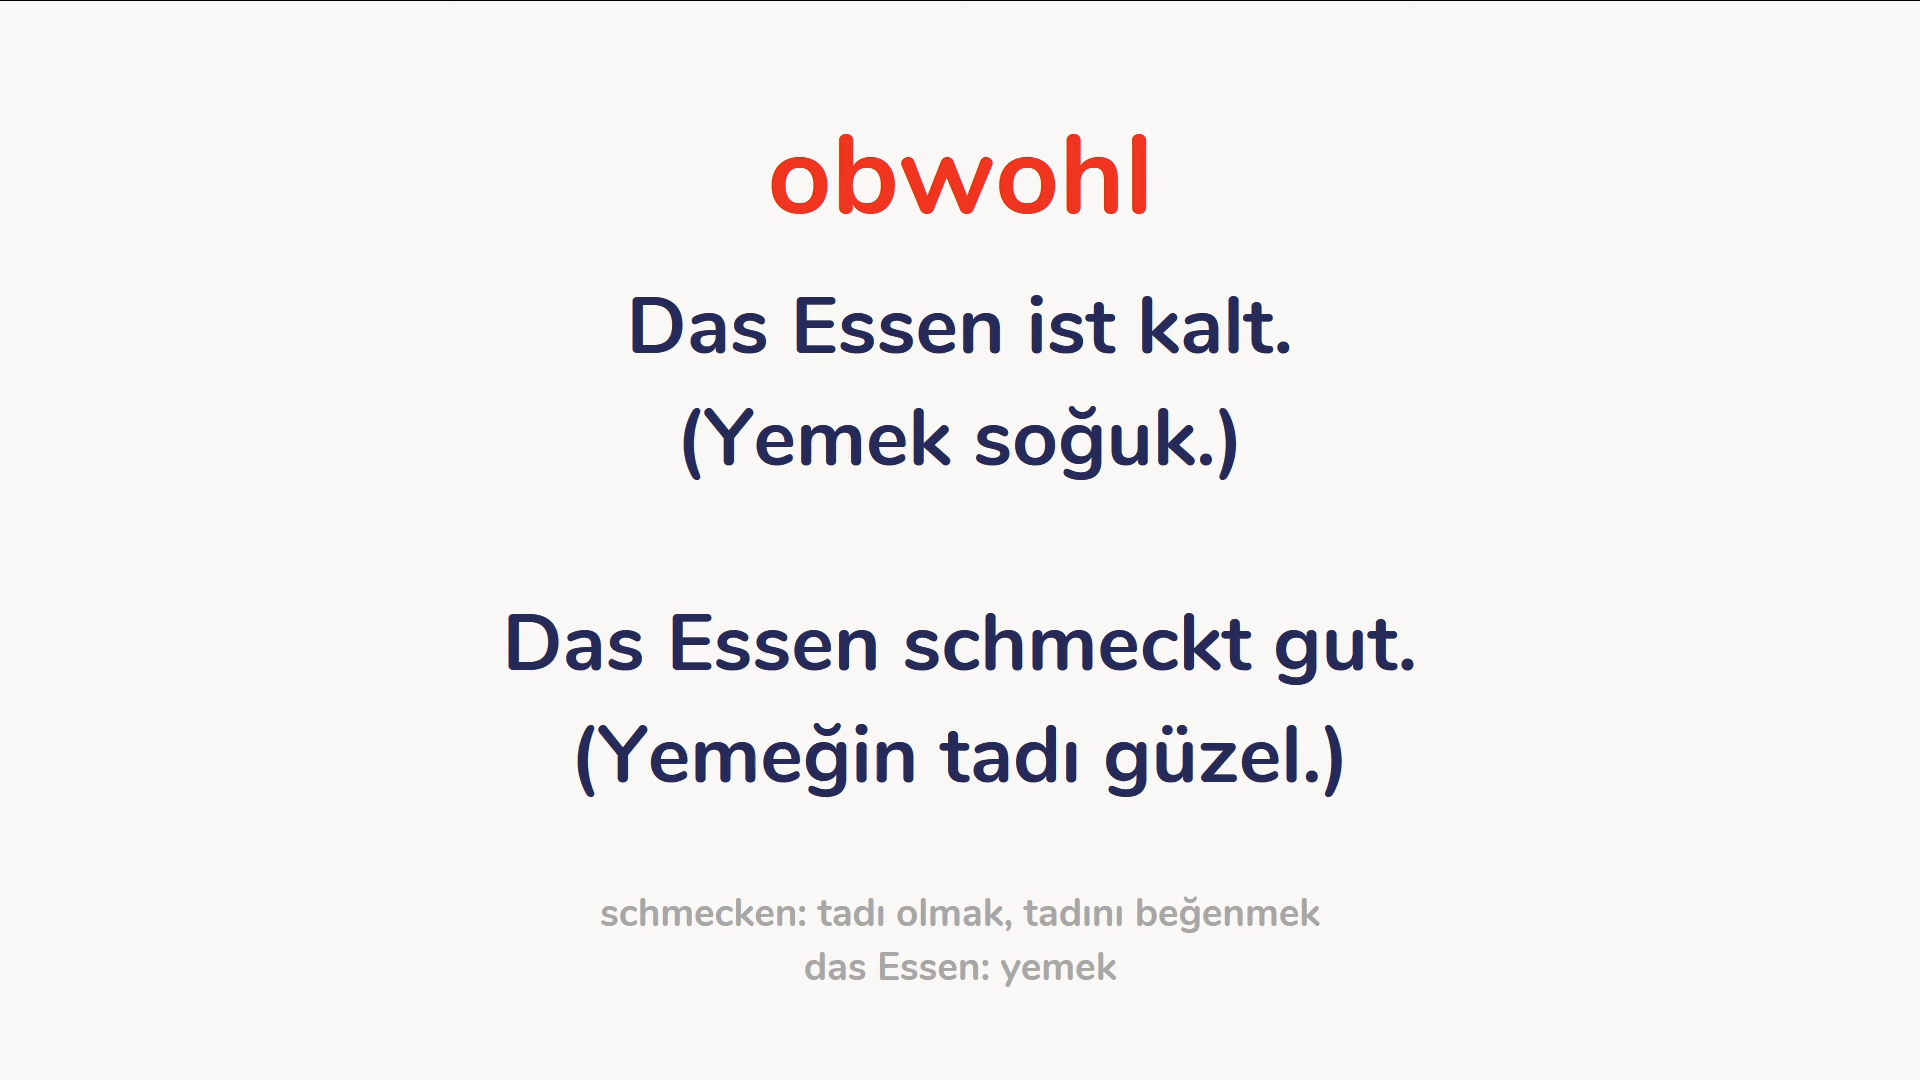 obwohl
Das Essen ist kalt.
(Yemek soğuk.)
Das Essen schmeckt gut.
(Yemeğin tadı güzel.)
schmecken: tadı olmak, tadını beğenmek
das Essen: yemek